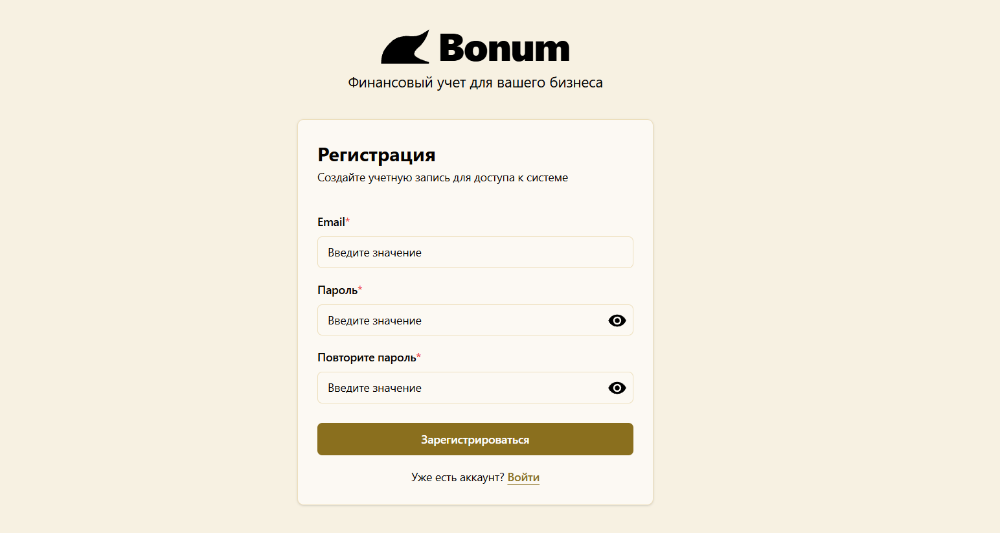 Bonum
Финансовый учет для вашего бизнеса
Регистрация
Создайте учетную запись для доступа к системе
Email*
Введите значение
Пароль*
Введите значение
Повторите пароль*
Введите значение
Зарегистрироваться
Уже есть аккаунт? Войти